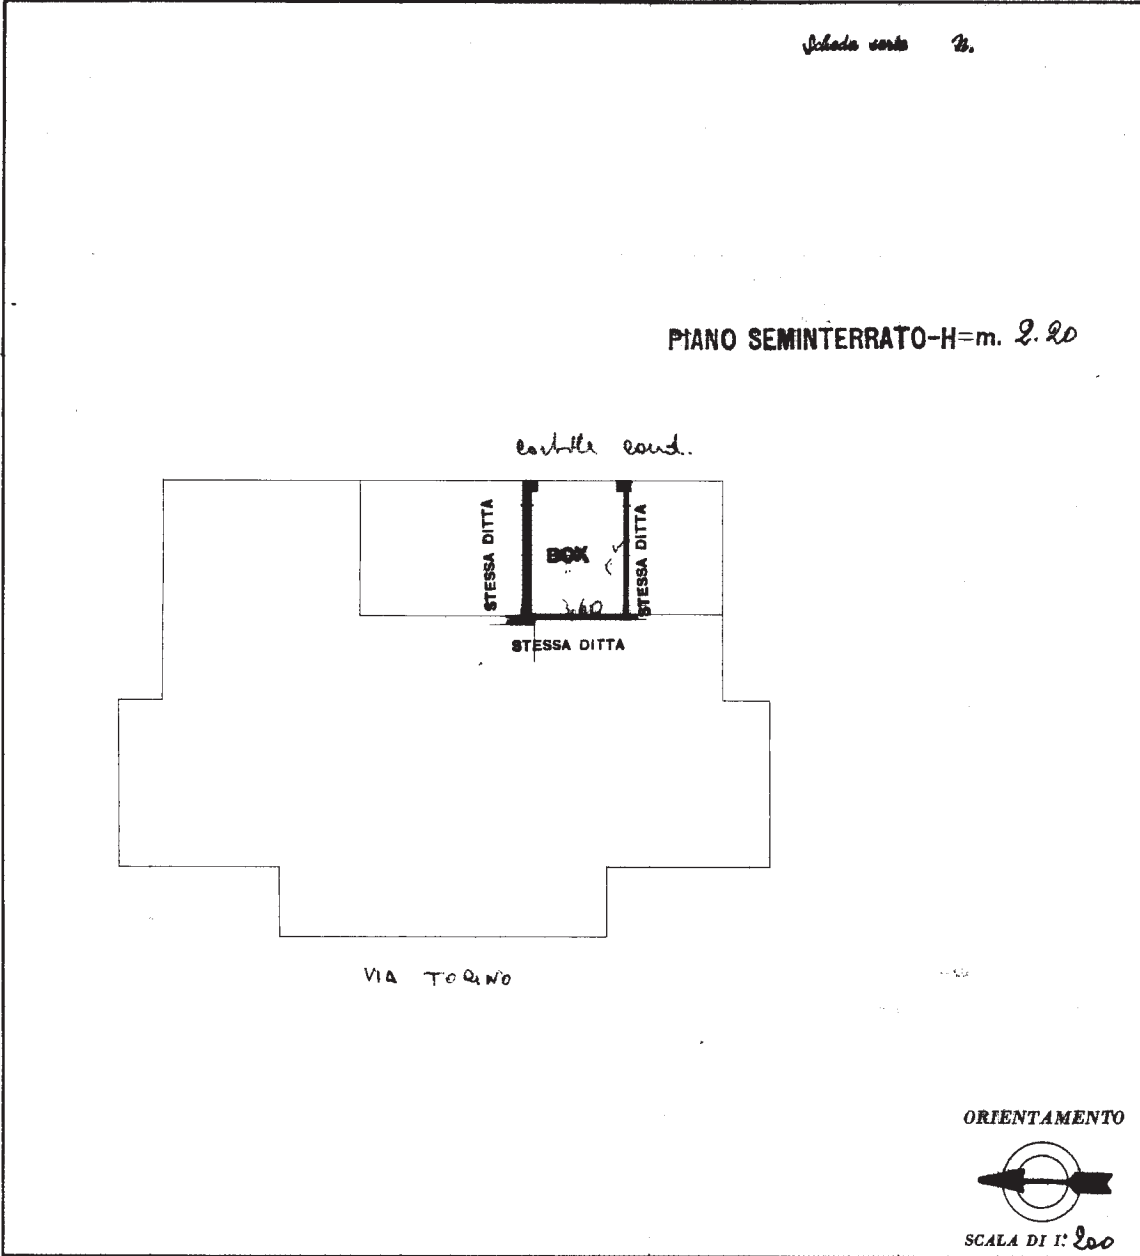 Scheda serie N.
PIANO SEMINTERRATO-H=m. 2.20
cortile cond.
STESSA DITTA
BOX
STESSA DITTA
3.60
STESSA DITTA
VIA TORINO
ORIENTAMENTO
SCALA DI 1: 200